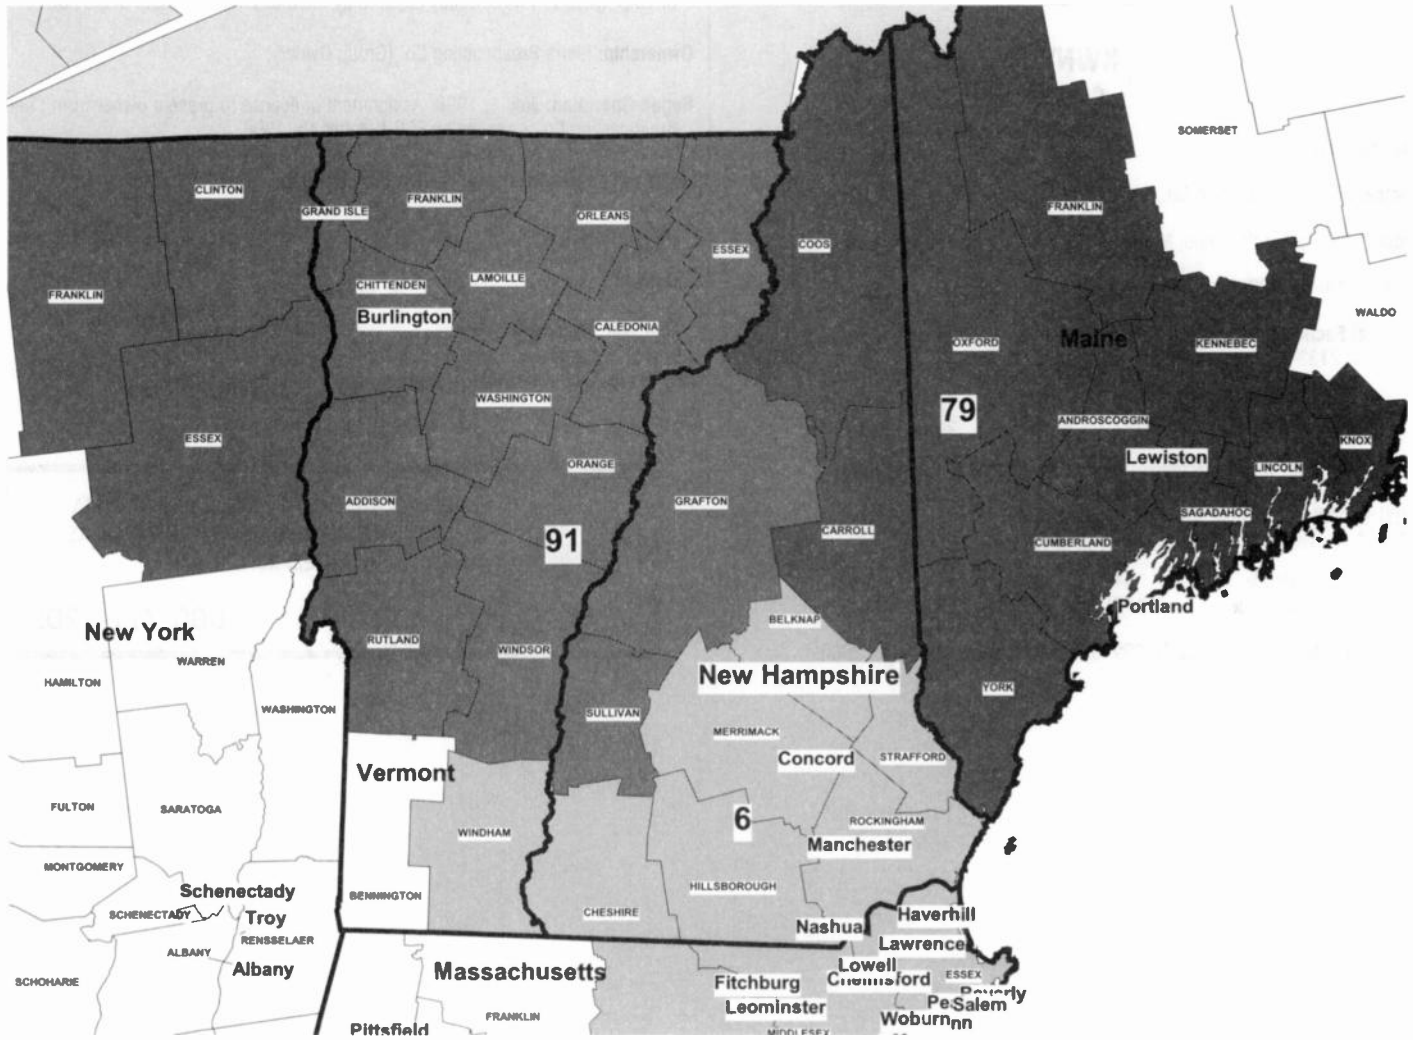 SOMERSET
CLINTON
GRAND ISLE
FRANKLIN
ORLEANS
FRANKLIN
ESSEX
COOS
LAMOILLE
CHITTENDEN
FRANKLIN
Burlington
CALEDONIA
WALDO
OXFORD
Maine
KENNEBEC
WASHINGTON
79
ANDROSCOGGIN
ESSEX
KNOX
ORANGE
Lewiston
LINCOLN
ADDISON
GRAFTON
SAGADAHOC
CARROLL
91
CUMBERLAND
Portland
BELKNAP
New York
RUTLAND
WINDSOR
WARREN
New Hampshire
HAMILTON
YORK
WASHINGTON
SULLIVAN
MERRIMACK
Concord
STRAFFORD
Vermont
FULTON
SARATOGA
6
ROCKINGHAM
WINDHAM
Manchester
MONTGOMERY
HILLSBOROUGH
Schenectady
BENNINGTON
SCHENECTADY
CHESHIRE
Haverhill
Troy
Nashua
RENSSELAER
Lawrence
ALBANY
Albany
Lowell
Massachusetts
ESSEX
Chelmsford
SCHOHARIE
Fitchburg
Beverly
Salem
Leominster
FRANKLIN
Woburn
Pittsfield
MIDDLESEX